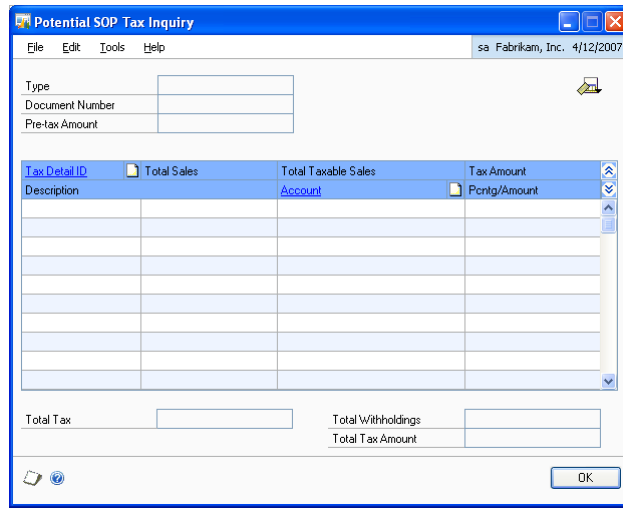 Potential SOP Tax Inquiry
File Edit Tools Help sa Fabrikam, Inc. 4/12/2007
Type
Document Number
Pre-tax Amount
Tax Detail ID Total Sales Total Taxable Sales Tax Amount
Description Account Pcntg/Amount
Total Tax Total Withholdings
Total Tax Amount
OK